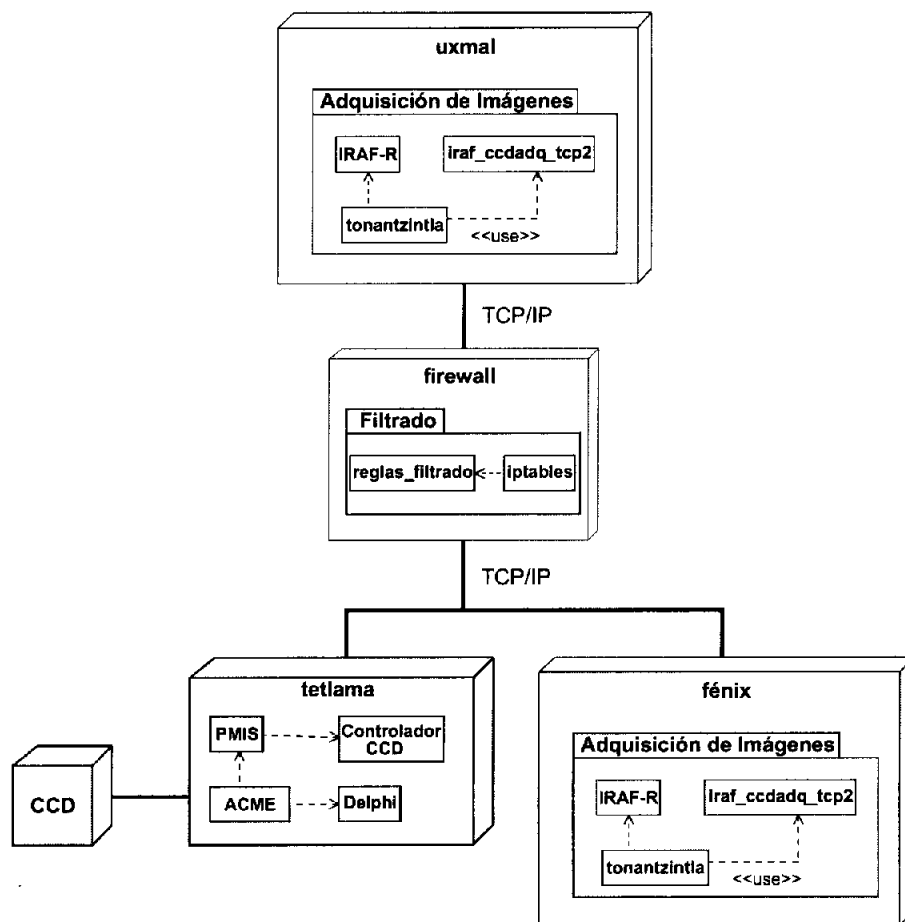 uxmal
Adquisición de Imágenes
IRAF-R
iraf_ccdadq_tcp2
tonantzintla
<<use>>
TCP/IP
firewall
Filtrado
reglas_filtrado
iptables
TCP/IP
tetlama
PMIS
Controlador
CCD
ACME
Delphi
CCD
fénix
Adquisición de Imágenes
IRAF-R
Iraf_ccdadq_tcp2
tonantzintla
<<use>>